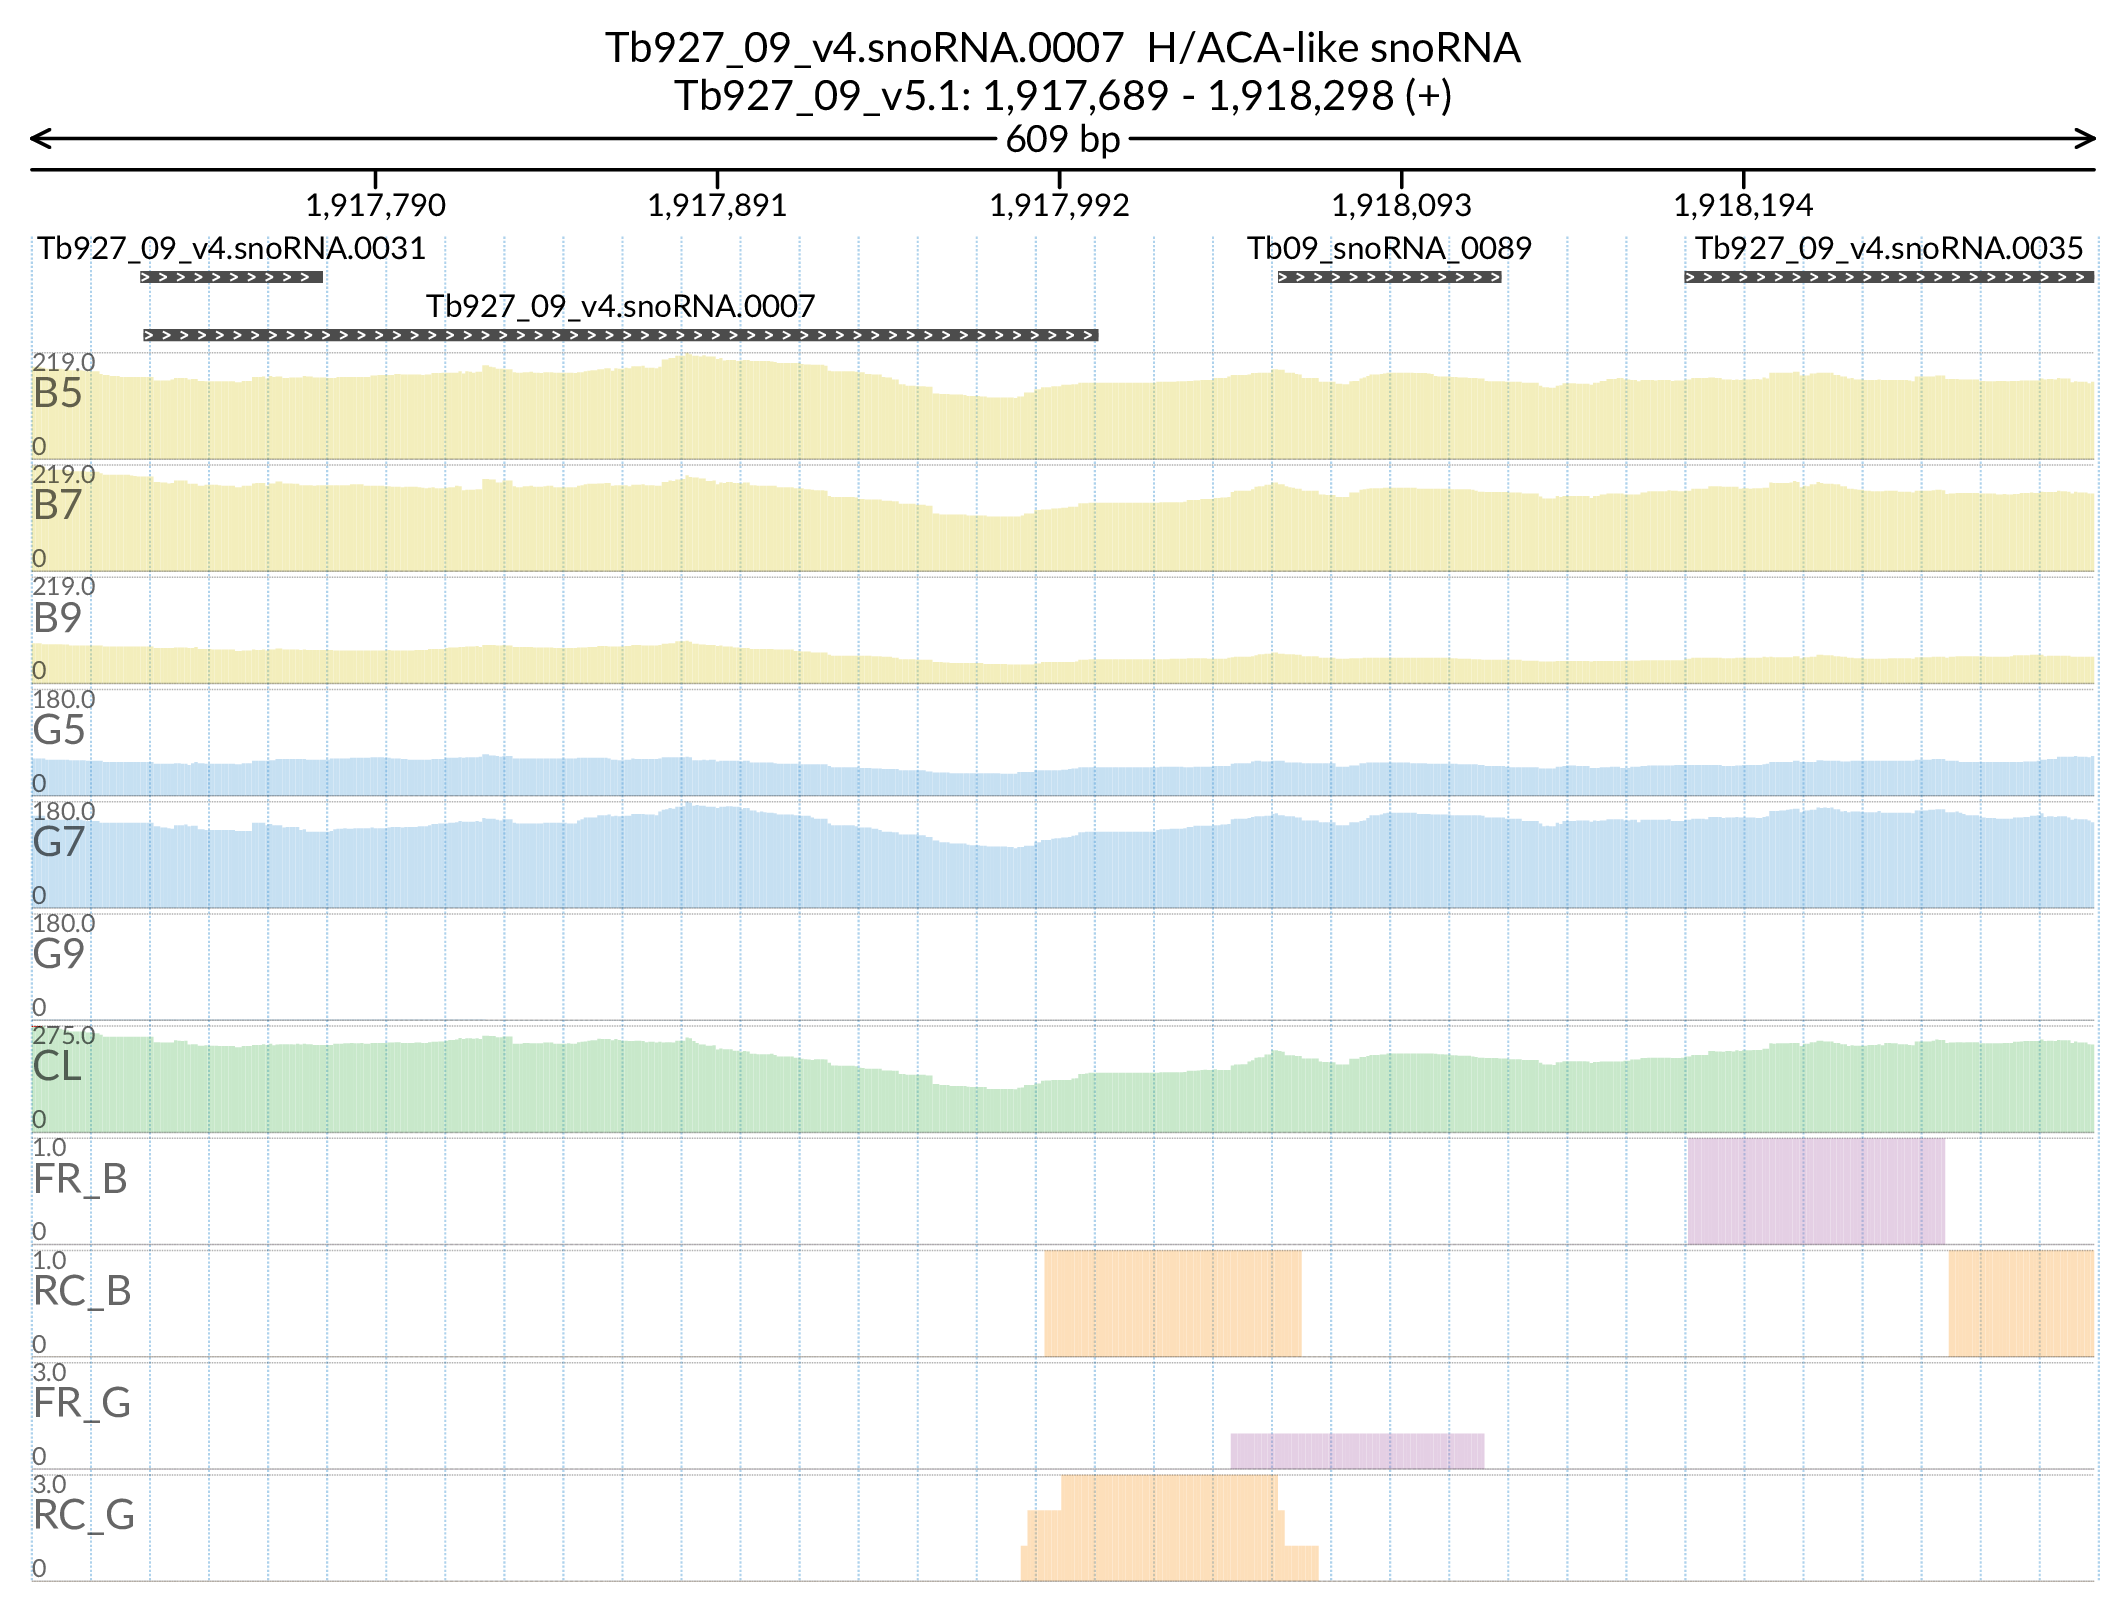 Tb927_09_v4.snoRNA.0007  H/ACA-like snoRNA
Tb927_09_v5.1: 1,917,689 - 1,918,298 (+)
609 bp
1,917,790 1,917,891 1,917,992 1,918,093 1,918,194
Tb927_09_v4.snoRNA.0031 Tb09_snoRNA_0089 Tb927_09_v4.snoRNA.0035
Tb927_09_v4.snoRNA.0007
219.0
B5
0
219.0
B7
0
219.0
B9
0
180.0
G5
0
180.0
G7
0
180.0
G9
0
275.0
CL
0
1.0
FR_B
0
1.0
RC_B
0
3.0
FR_G
0
3.0
RC_G
0